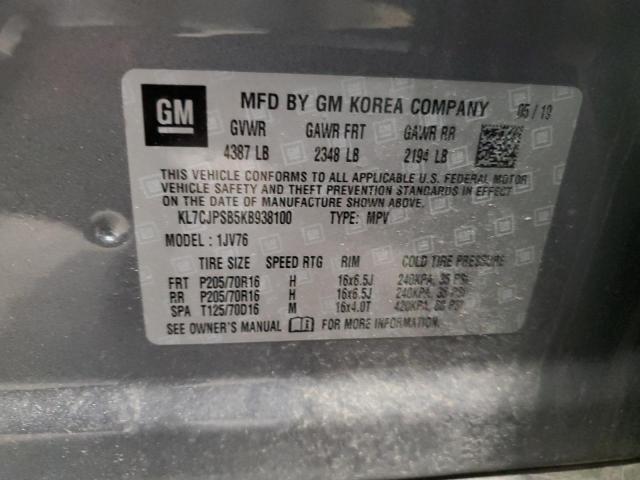 GM MFD BY GM KOREA COMPANY 05/19
GVWR GAWR FRT GAWR RR
4387 LB 2348 LB 2194 LB
THIS VEHICLE CONFORMS TO ALL APPLICABLE U.S. FEDERAL MOTOR
VEHICLE SAFETY AND THEFT PREVENTION STANDARDS IN EFFECT
ON THE DATE OF MANUFACTURE SHOWN ABOVE.
KL7CJPSB5KB938100 TYPE: MPV
MODEL: 1JV76
TIRE SIZE SPEED RTG RIM COLD TIRE PRESSURE
FRT P205/70R16 H 16x6.5J 240KPA, 35 PSI
RR P205/70R16 H 16x6.5J 240KPA, 35 PSI
SPA T125/70D16 M 16x4.0T 420KPA, 60 PSI
SEE OWNER'S MANUAL FOR MORE INFORMATION.